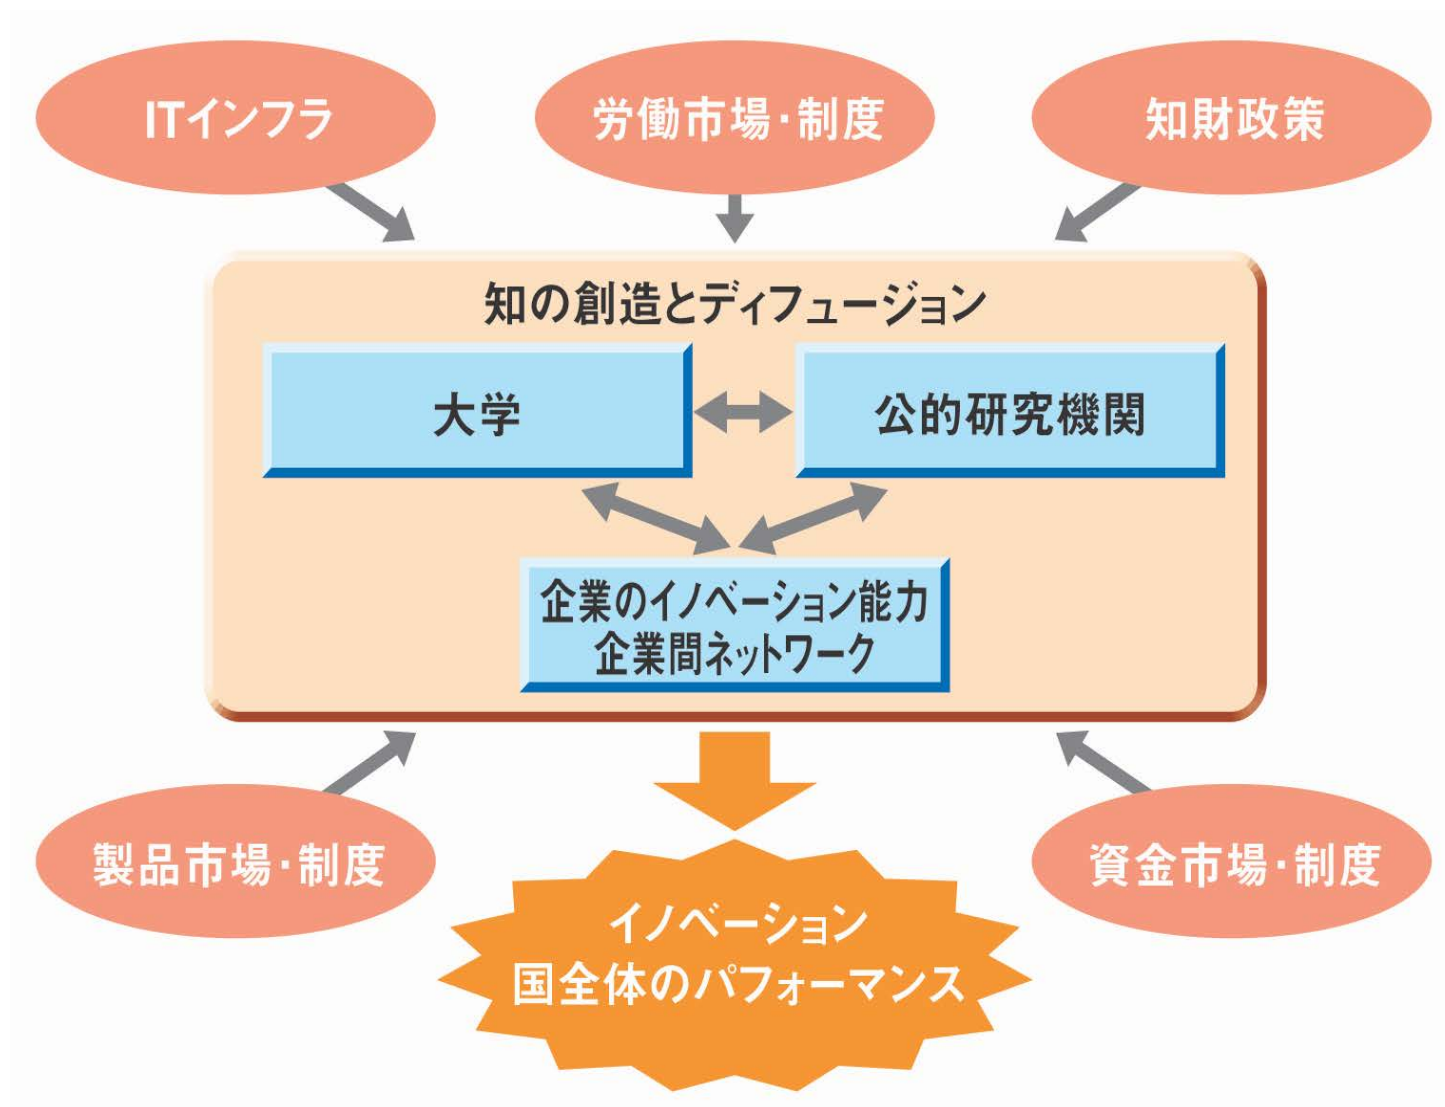 ITインフラ
労働市場・制度
知財政策
知の創造とディフュージョン
大学
公的研究機関
企業のイノベーション能力
企業間ネットワーク
製品市場・制度
資金市場・制度
イノベーション
国全体のパフォーマンス